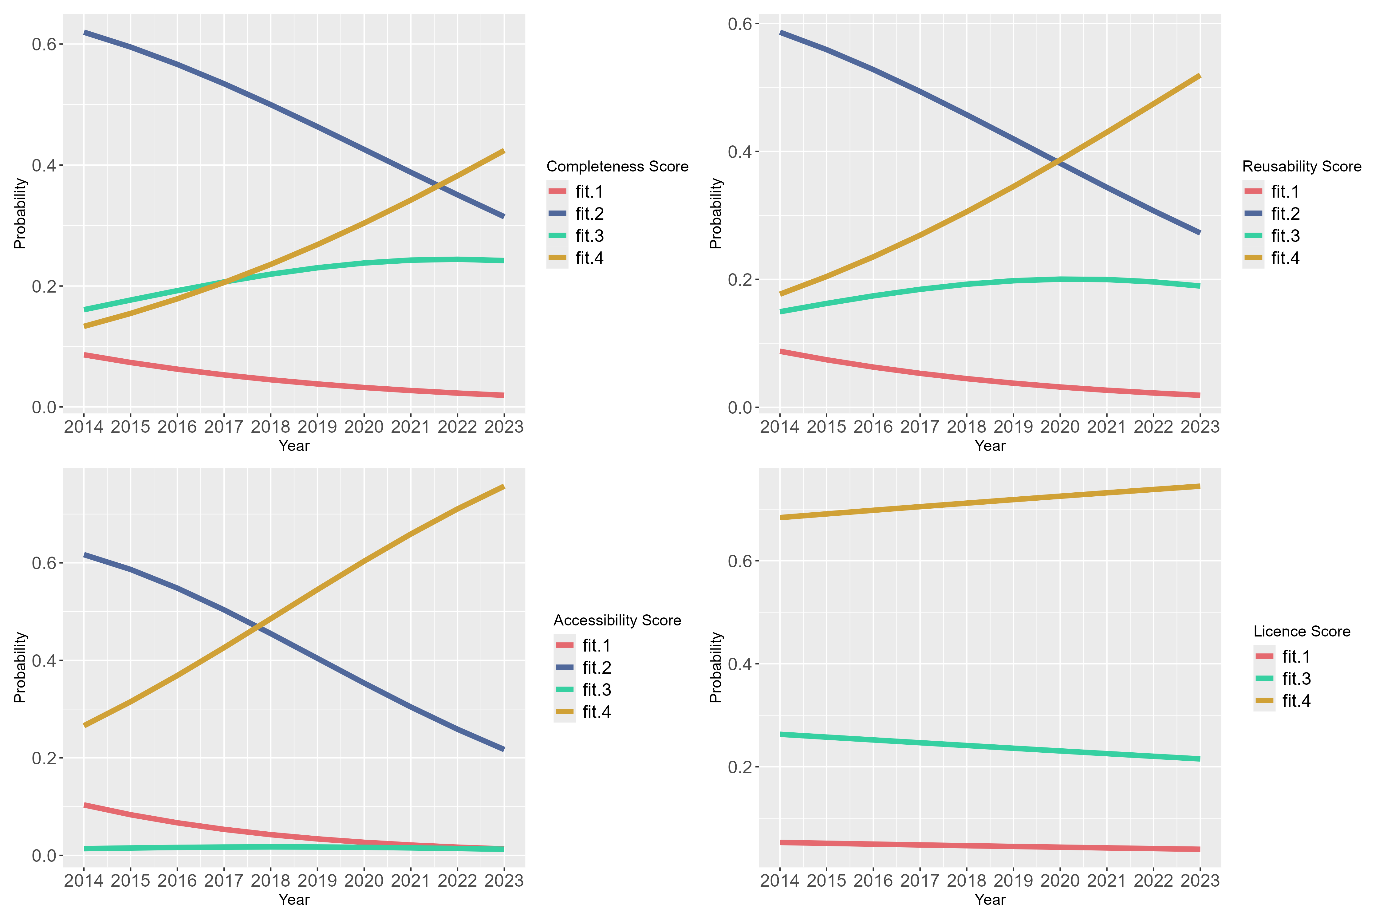 0.6
0.4
0.2
0.0
Probability
2014 2015 2016 2017 2018 2019 2020 2021 2022 2023
Year
Completeness Score
fit.1
fit.2
fit.3
fit.4
0.6
0.4
0.2
0.0
Probability
2014 2015 2016 2017 2018 2019 2020 2021 2022 2023
Year
Reusability Score
fit.1
fit.2
fit.3
fit.4
0.6
0.4
0.2
0.0
Probability
2014 2015 2016 2017 2018 2019 2020 2021 2022 2023
Year
Accessibility Score
fit.1
fit.2
fit.3
fit.4
0.6
0.4
0.2
Probability
2014 2015 2016 2017 2018 2019 2020 2021 2022 2023
Year
Licence Score
fit.1
fit.3
fit.4